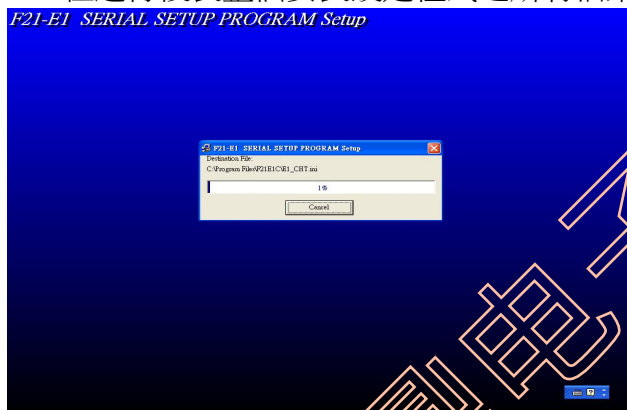 F21-E1 SERIAL SETUP PROGRAM Setup
F21-E1 SERIAL SETUP PROGRAM Setup
Destination File:
C:\Program Files\F21E1C\E1_CHT.ini
1%
Cancel